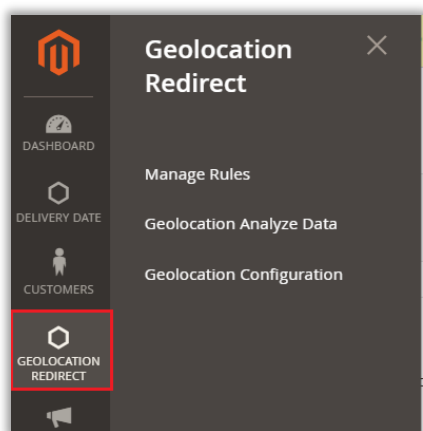 Geolocation
Redirect
DASHBOARD
Manage Rules
DELIVERY DATE
Geolocation Analyze Data
CUSTOMERS
Geolocation Configuration
GEOLOCATION
REDIRECT